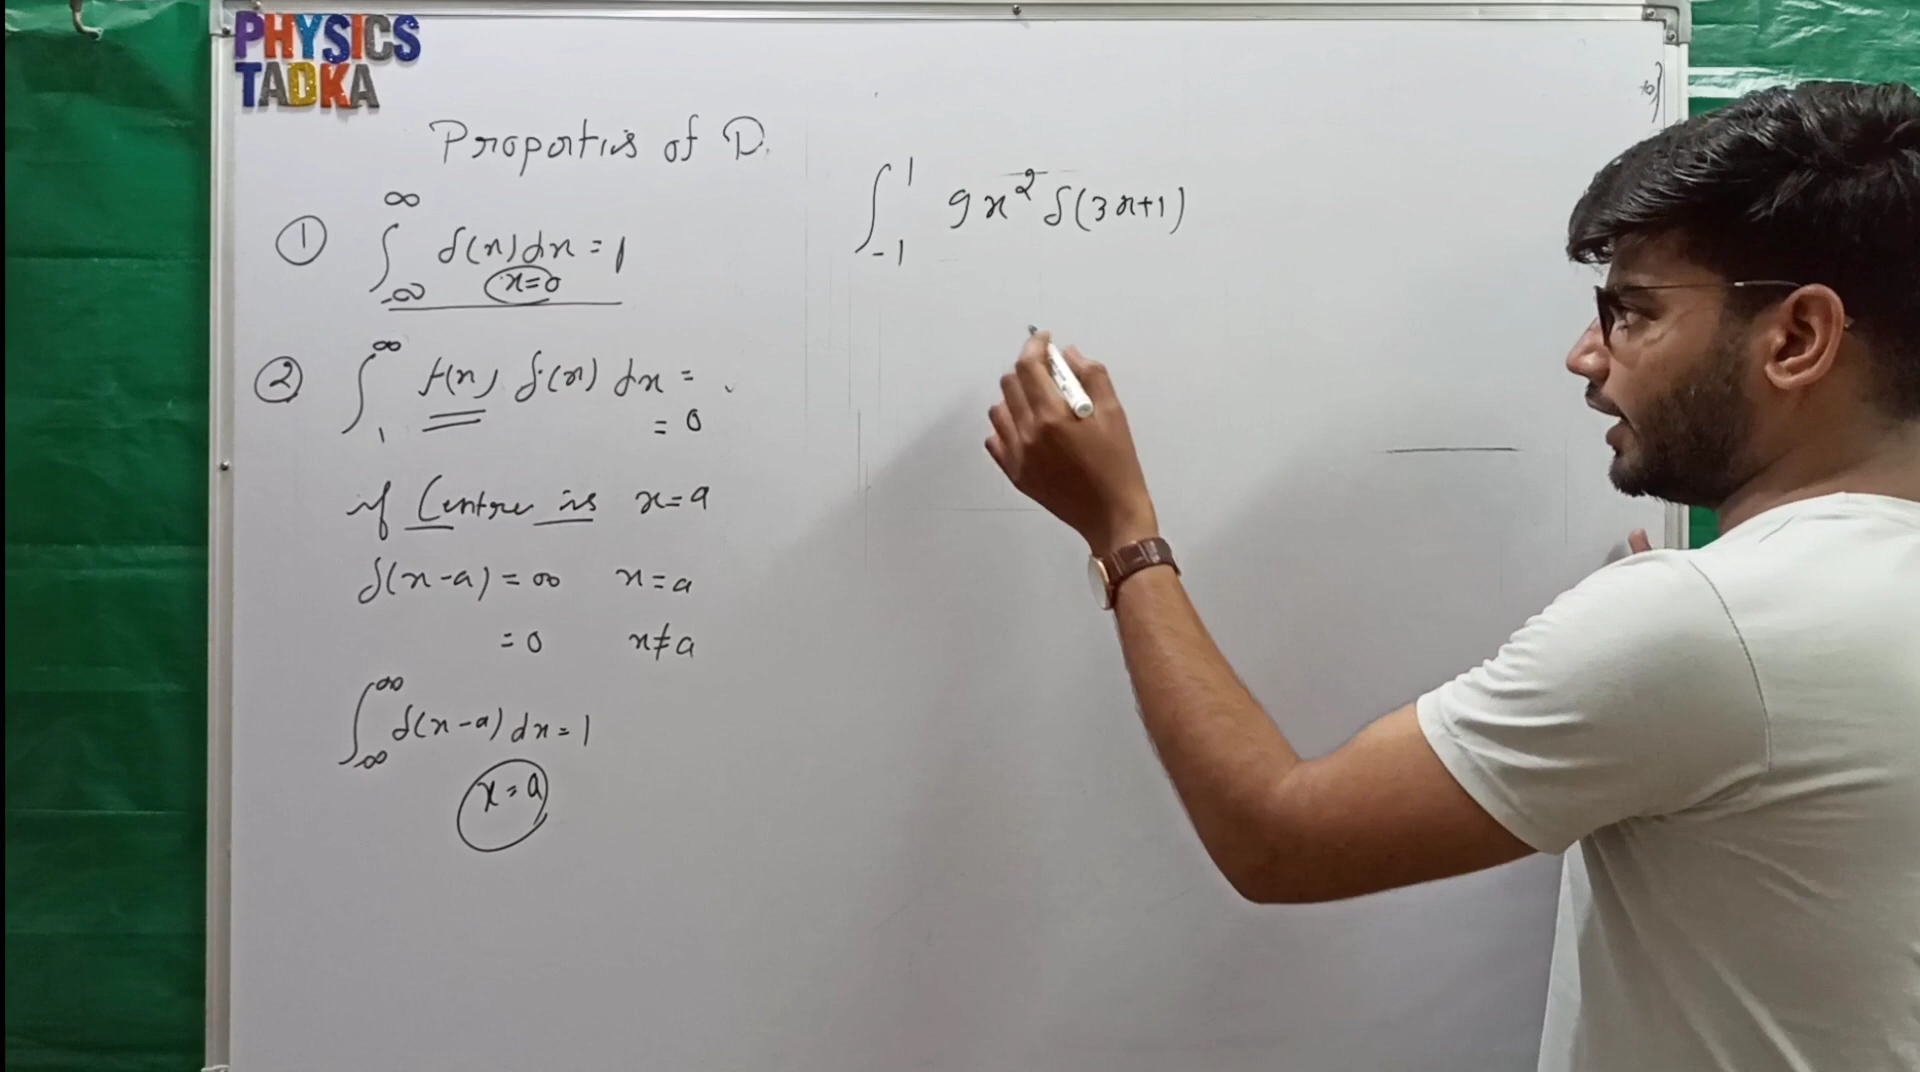 PHYSICS
TADKA
Properties of D.
① ∫_{-∞}^{∞} δ(x) dx = 1
x=0
② ∫_{1}^{∞} f(x) δ(x) dx =
= 0
if Centre is x=a
δ(x-a) = ∞ x=a
= 0 x≠a
∫_{-∞}^{∞} δ(x-a) dx = 1
x=a
∫_{-1}^{1} 9x² δ(3x+1)